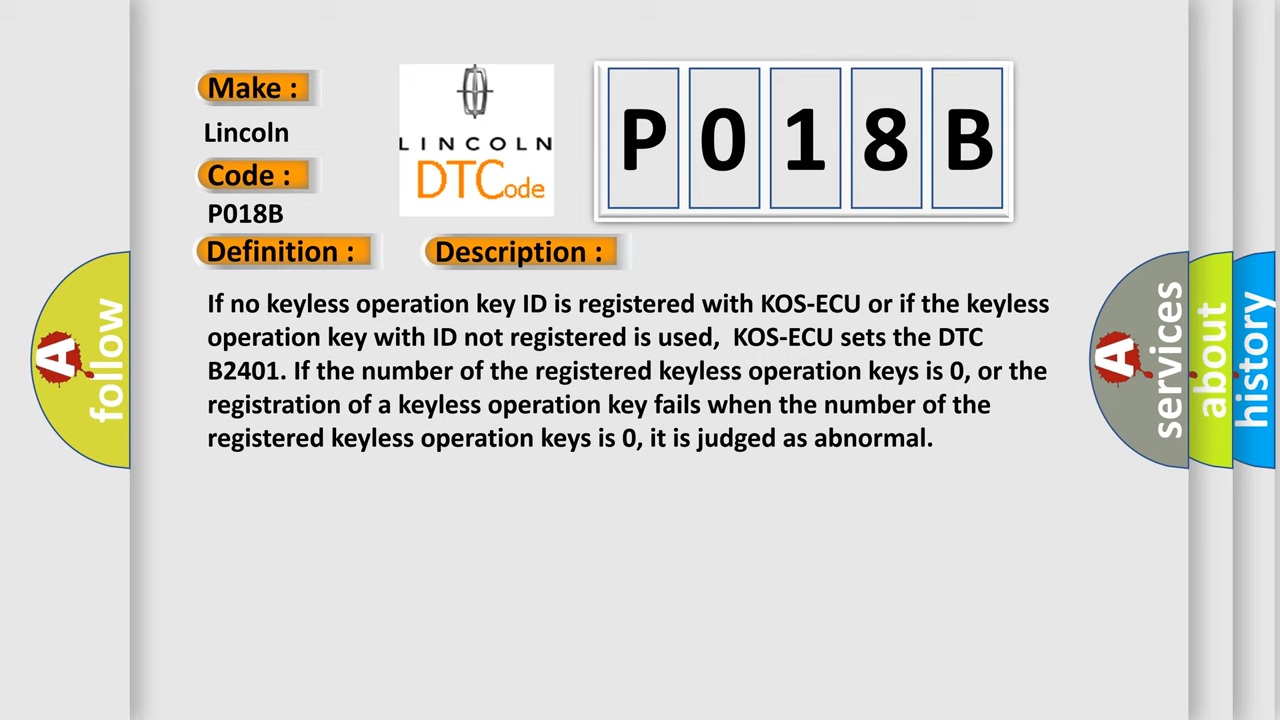 Make :
Lincoln
Code :
P018B
Definition :
Description :
LINCOLN
DTCode
P018B
If no keyless operation key ID is registered with KOS-ECU or if the keyless
operation key with ID not registered is used,  KOS-ECU sets the DTC
B2401. If the number of the registered keyless operation keys is 0, or the
registration of a keyless operation key fails when the number of the
registered keyless operation keys is 0, it is judged as abnormal.
A
follow
A
services
about
history